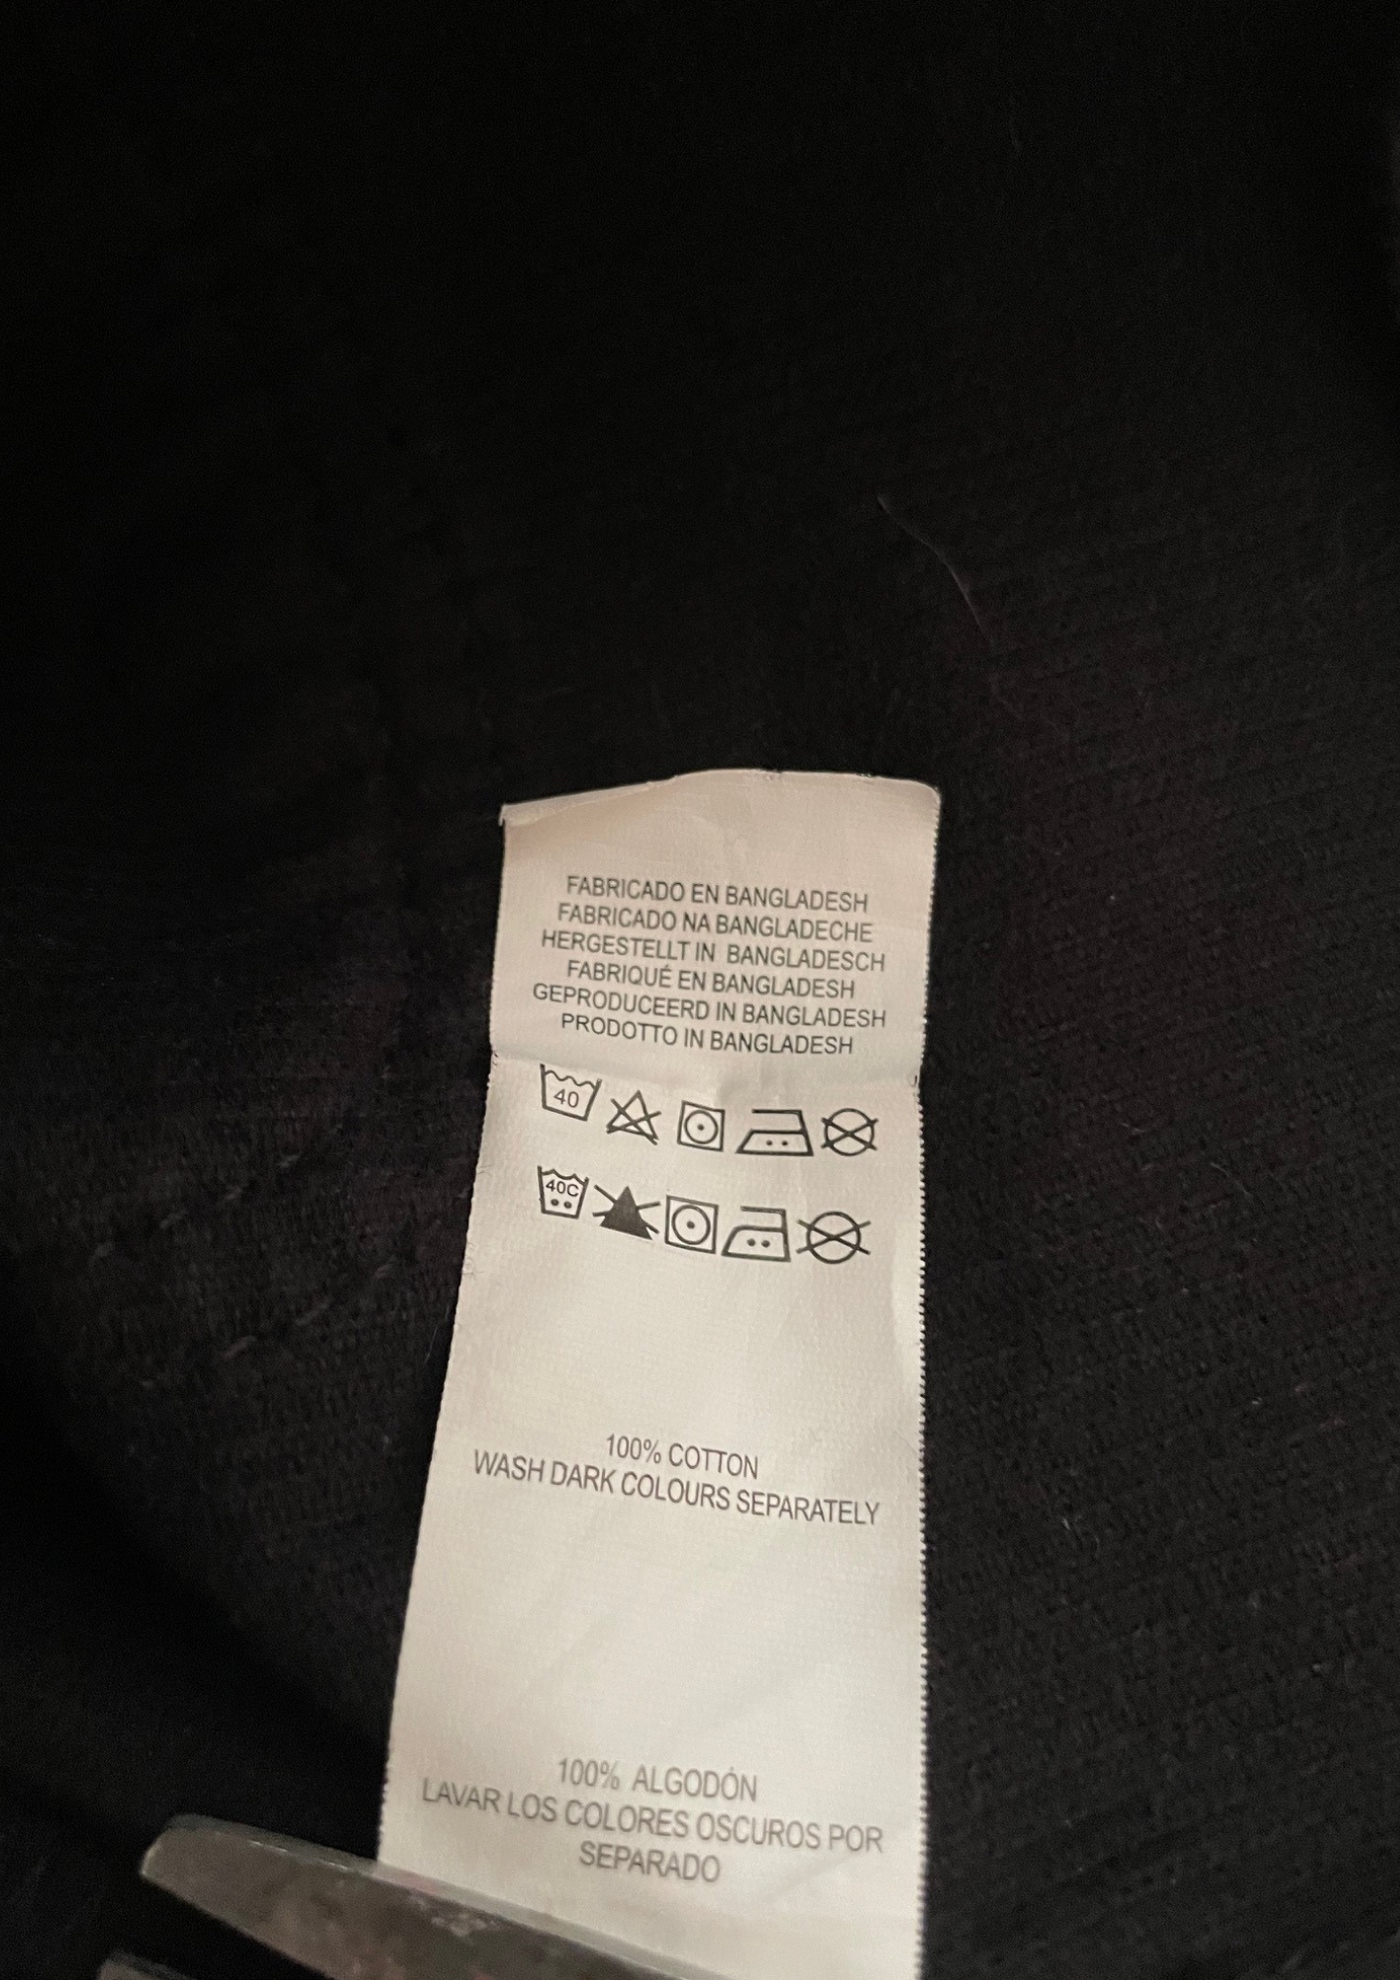 FABRICADO EN BANGLADESH
FABRICADO NA BANGLADECHE
HERGESTELLT IN BANGLADESCH
FABRIQUÉ EN BANGLADESH
GEPRODUCEERD IN BANGLADESH
PRODOTTO IN BANGLADESH
40
40C
100% COTTON
WASH DARK COLOURS SEPARATELY
100% ALGODÓN
LAVAR LOS COLORES OSCUROS POR
SEPARADO